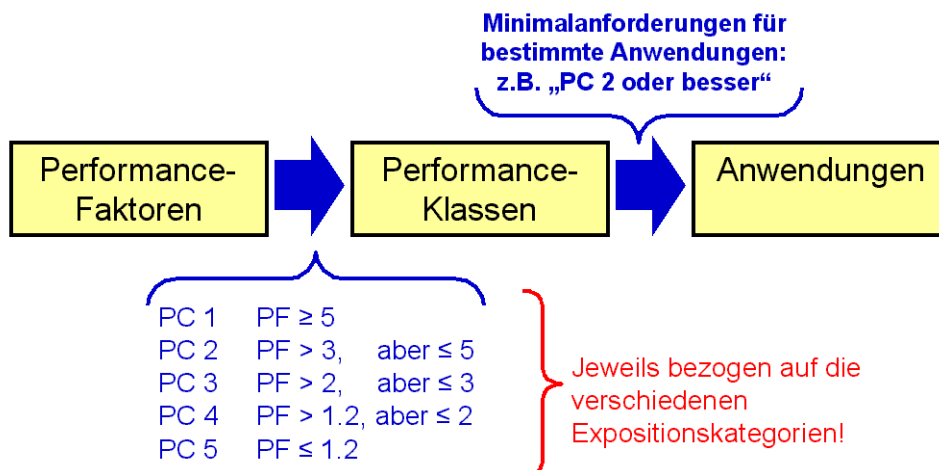 Minimalanforderungen für
bestimmte Anwendungen:
z.B. „PC 2 oder besser“
Performance-
Faktoren
Performance-
Klassen
Anwendungen
PC 1 PF ≥ 5
PC 2 PF > 3, aber ≤ 5
PC 3 PF > 2, aber ≤ 3
PC 4 PF > 1.2, aber ≤ 2
PC 5 PF ≤ 1.2
Jeweils bezogen auf die
verschiedenen
Expositionskategorien!